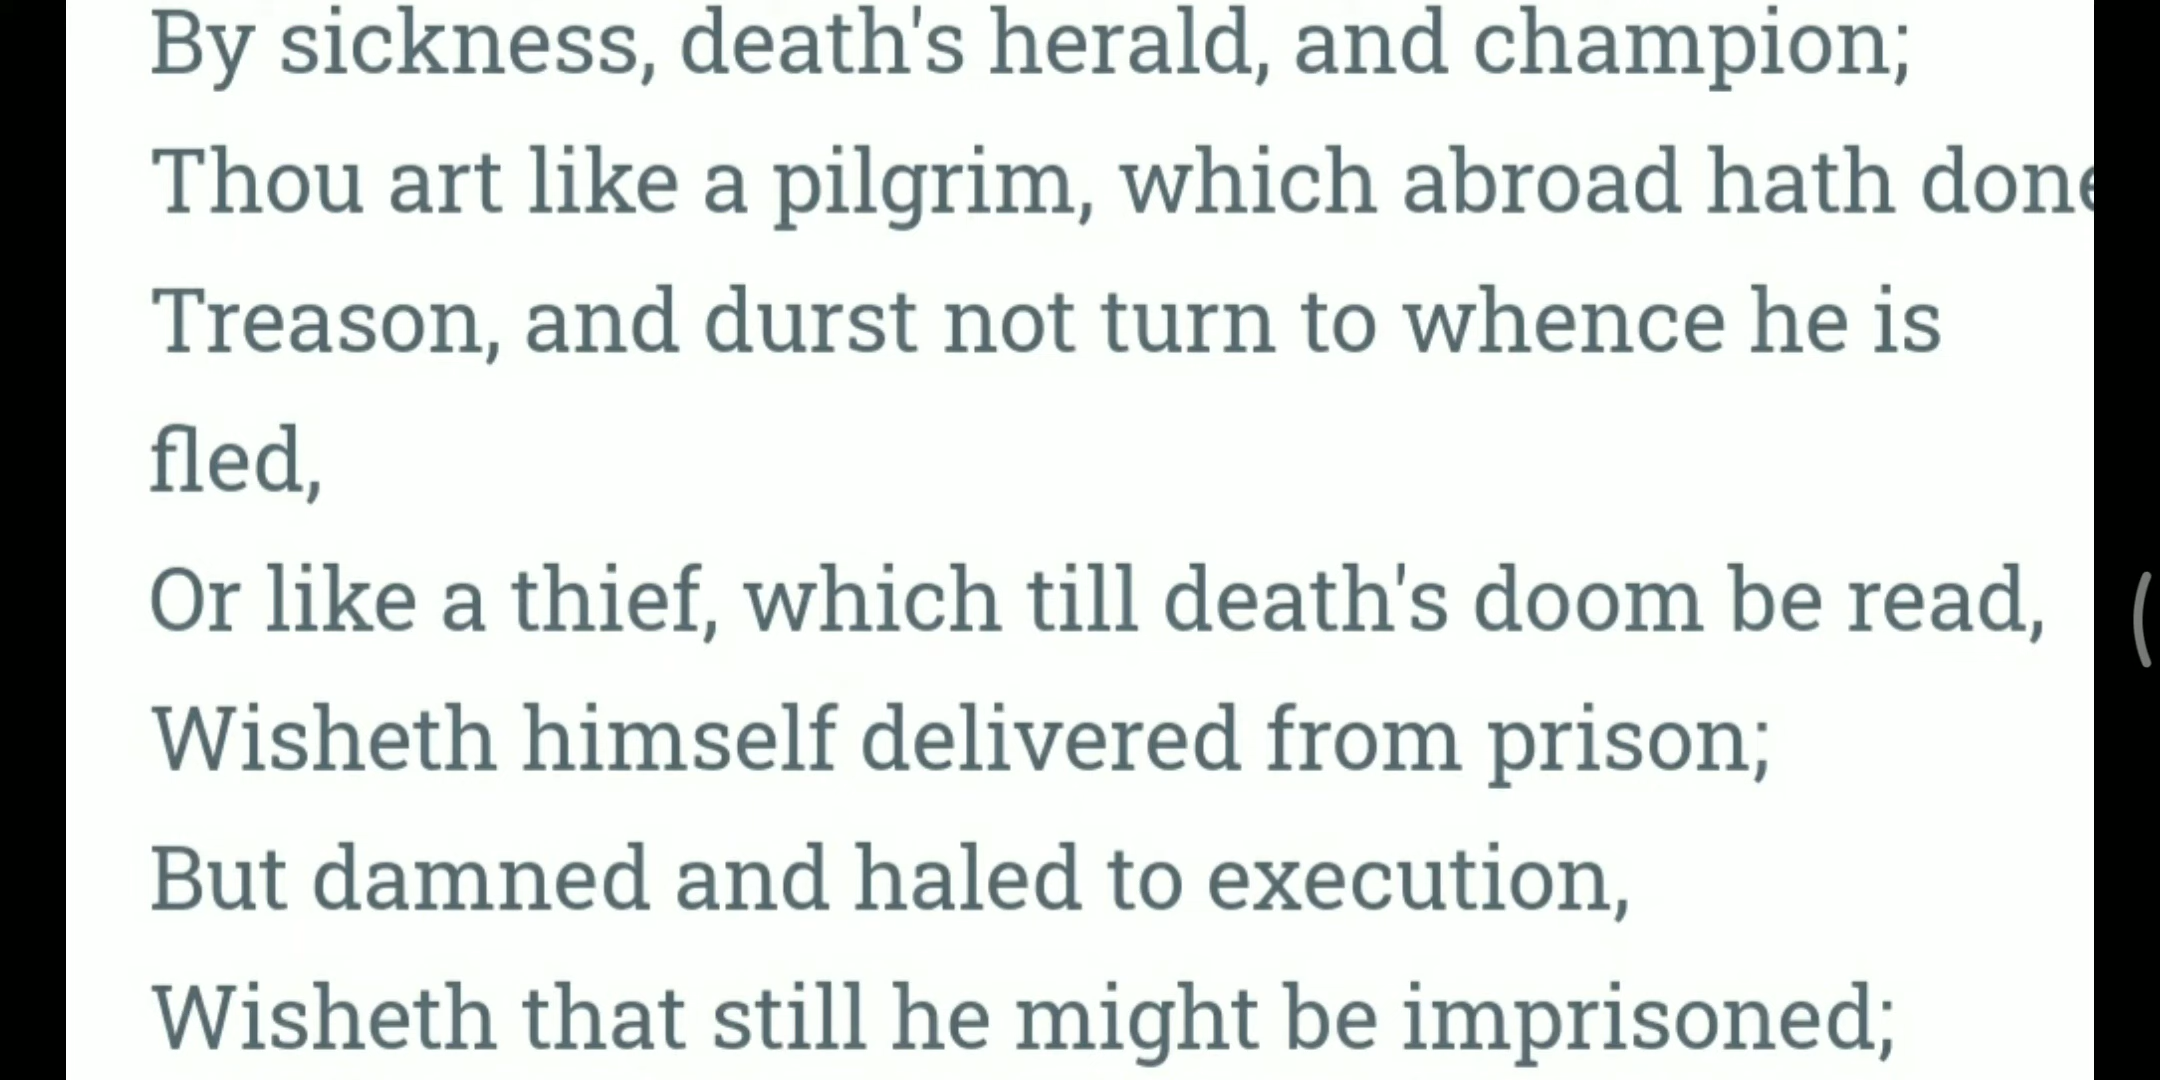 By sickness, death's herald, and champion;
Thou art like a pilgrim, which abroad hath done
Treason, and durst not turn to whence he is
fled,
Or like a thief, which till death's doom be read,
Wisheth himself delivered from prison;
But damned and haled to execution,
Wisheth that still he might be imprisoned;